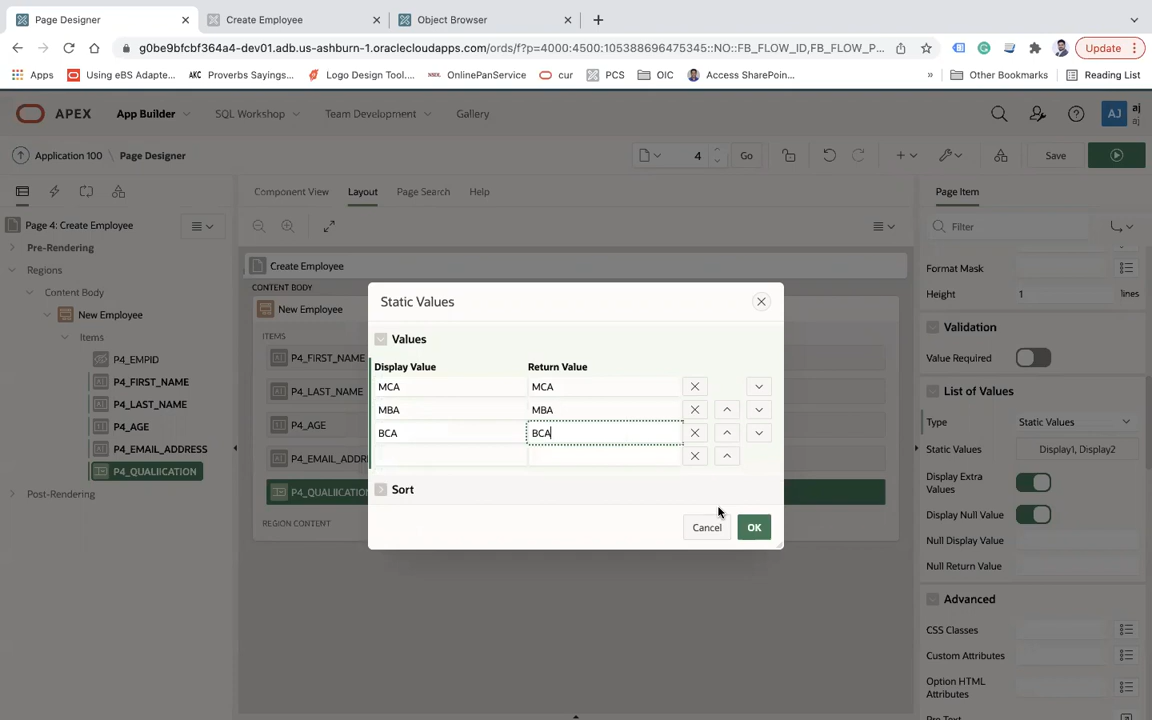 Page Designer
Create Employee
Object Browser
g0be9bfcbf364a4-dev01.adb.us-ashburn-1.oraclecloudapps.com/ords/f?p=4000:4500:105388696475345::NO::FB_FLOW_ID,FB_FLOW_P...
Update
Apps
Using eBS Adapte...
AKC Proverbs Sayings...
Logo Design Tool....
OnlinePanService
cur
PCS
OIC
Access SharePoin...
»
Other Bookmarks
Reading List
APEX
App Builder
SQL Workshop
Team Development
Gallery
AJ
aj
aj
Application 100 \ Page Designer
4
Go
Save
Component View
Layout
Page Search
Help
Page Item
Page 4: Create Employee
Filter
Pre-Rendering
Regions
Content Body
New Employee
Items
P4_EMPID
P4_FIRST_NAME
P4_LAST_NAME
P4_AGE
P4_EMAIL_ADDRESS
P4_QUALIICATION
Post-Rendering
Create Employee
CONTENT BODY
New Employee
ITEMS
P4_FIRST_NAME
P4_LAST_NAME
P4_AGE
P4_EMAIL_ADDRE
P4_QUALIICATION
REGION CONTENT
Static Values
Values
Display Value
Return Value
MCA
MCA
MBA
MBA
BCA
BCA
Sort
Cancel
OK
Format Mask
Height
1
lines
Validation
Value Required
List of Values
Type
Static Values
Static Values
Display1, Display2
Display Extra
Values
Display Null Value
Null Display Value
Null Return Value
Advanced
CSS Classes
Custom Attributes
Option HTML
Attributes